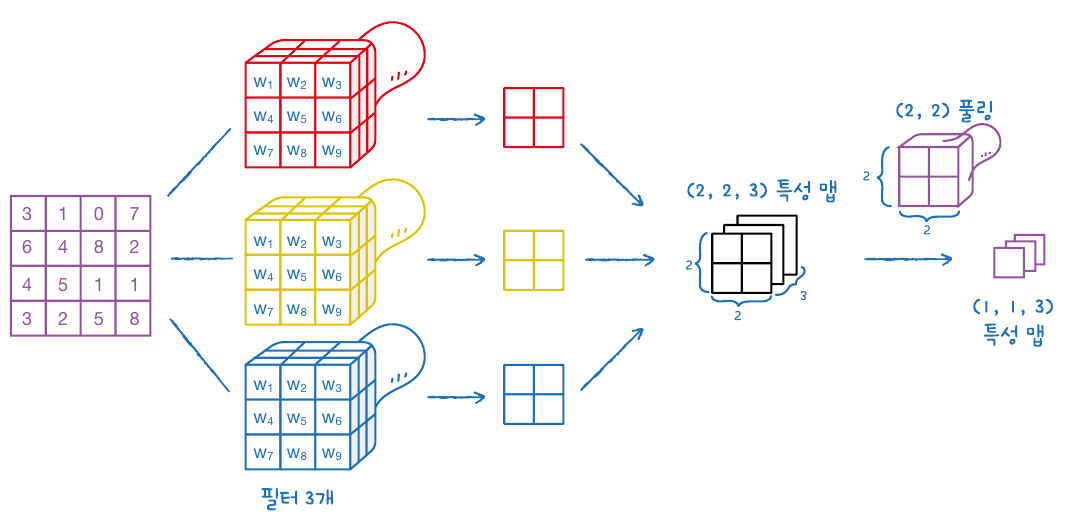 3 1 0 7
6 4 8 2
4 5 1 1
3 2 5 8
w₁ w₂ w₃
w₄ w₅ w₆
w₇ w₈ w₉
w₁ w₂ w₃
w₄ w₅ w₆
w₇ w₈ w₉
w₁ w₂ w₃
w₄ w₅ w₆
w₇ w₈ w₉
필터 3개
(2, 2, 3) 특성 맵
2
2
3
(2, 2) 풀링
2
2
(1, 1, 3)
특성 맵